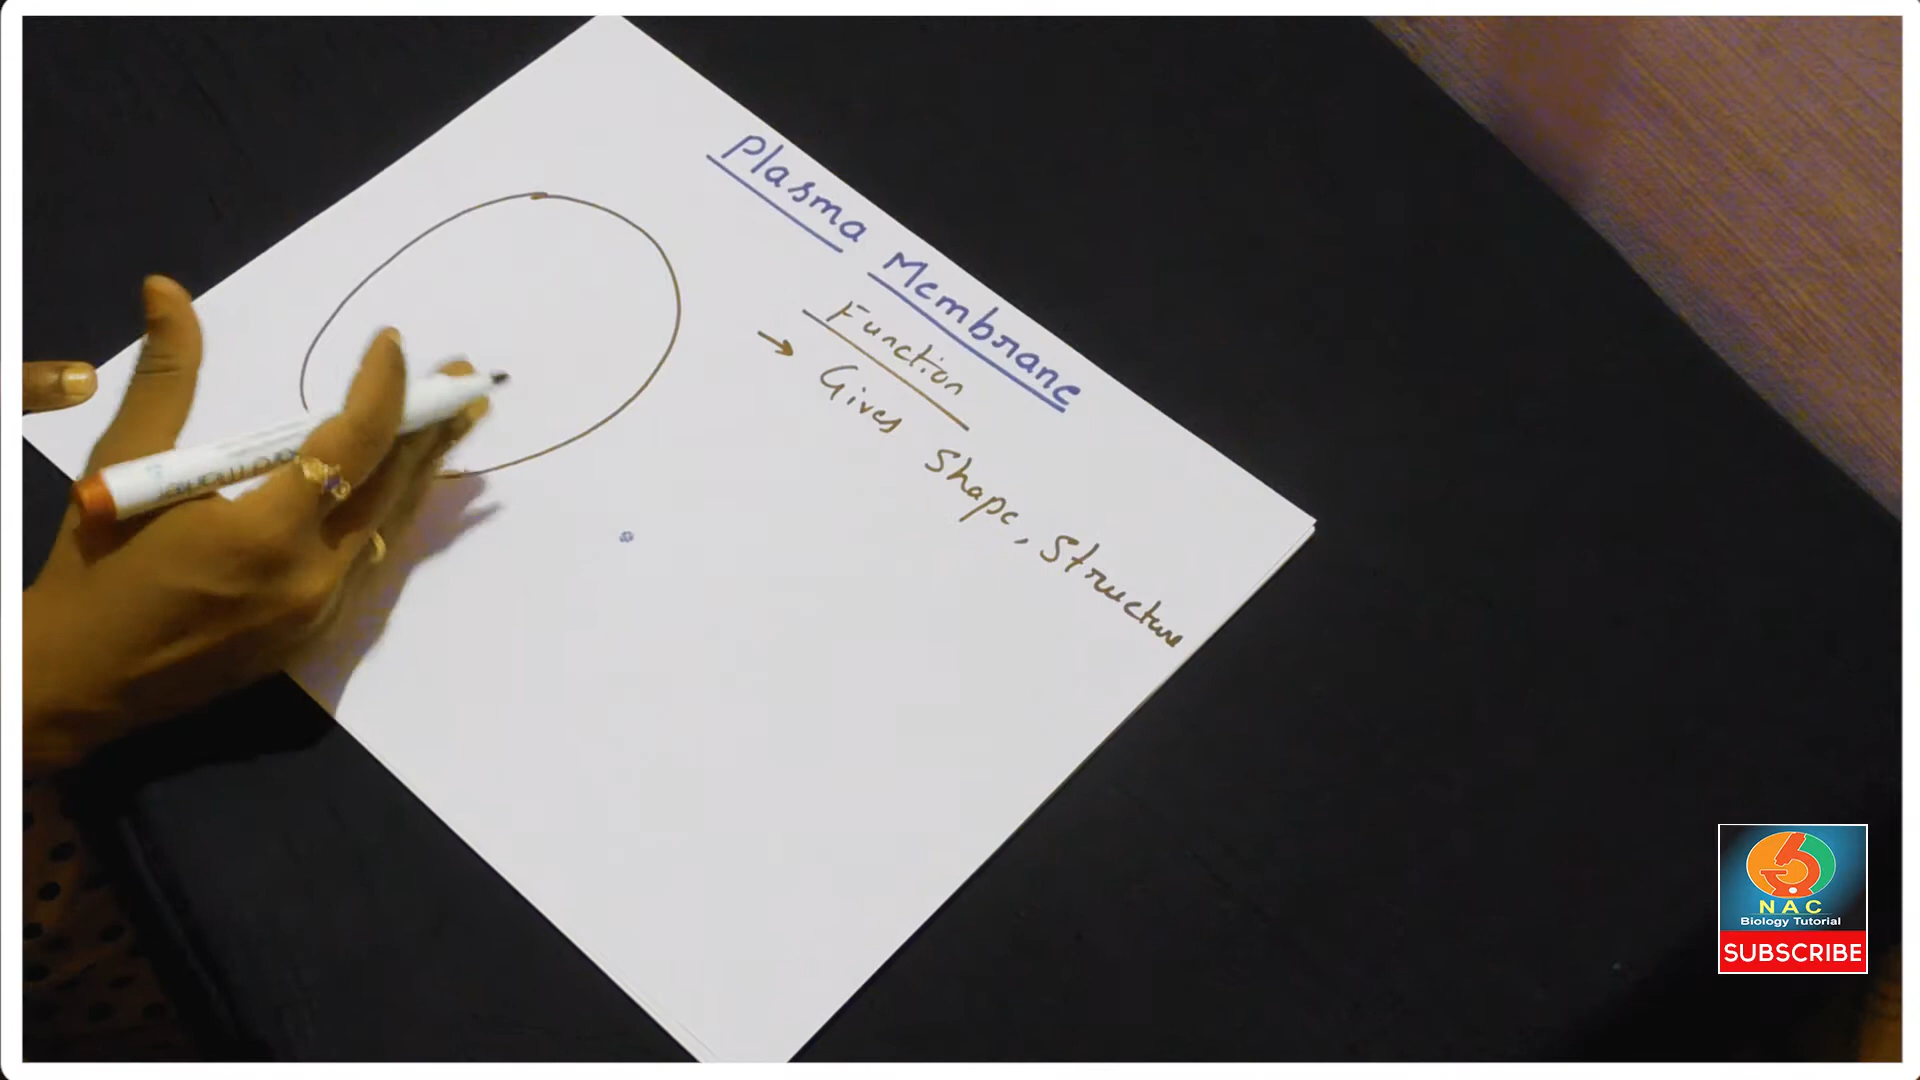 Plasma Membrane
Function
→ Gives shape, structure
NAC
Biology Tutorial
SUBSCRIBE